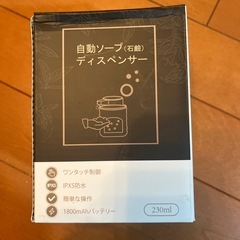 自動ソープ(石鹸)
ディスペンサー
ワンタッチ制御
IPX5防水
簡単な操作
1800mAhバッテリー
230ml